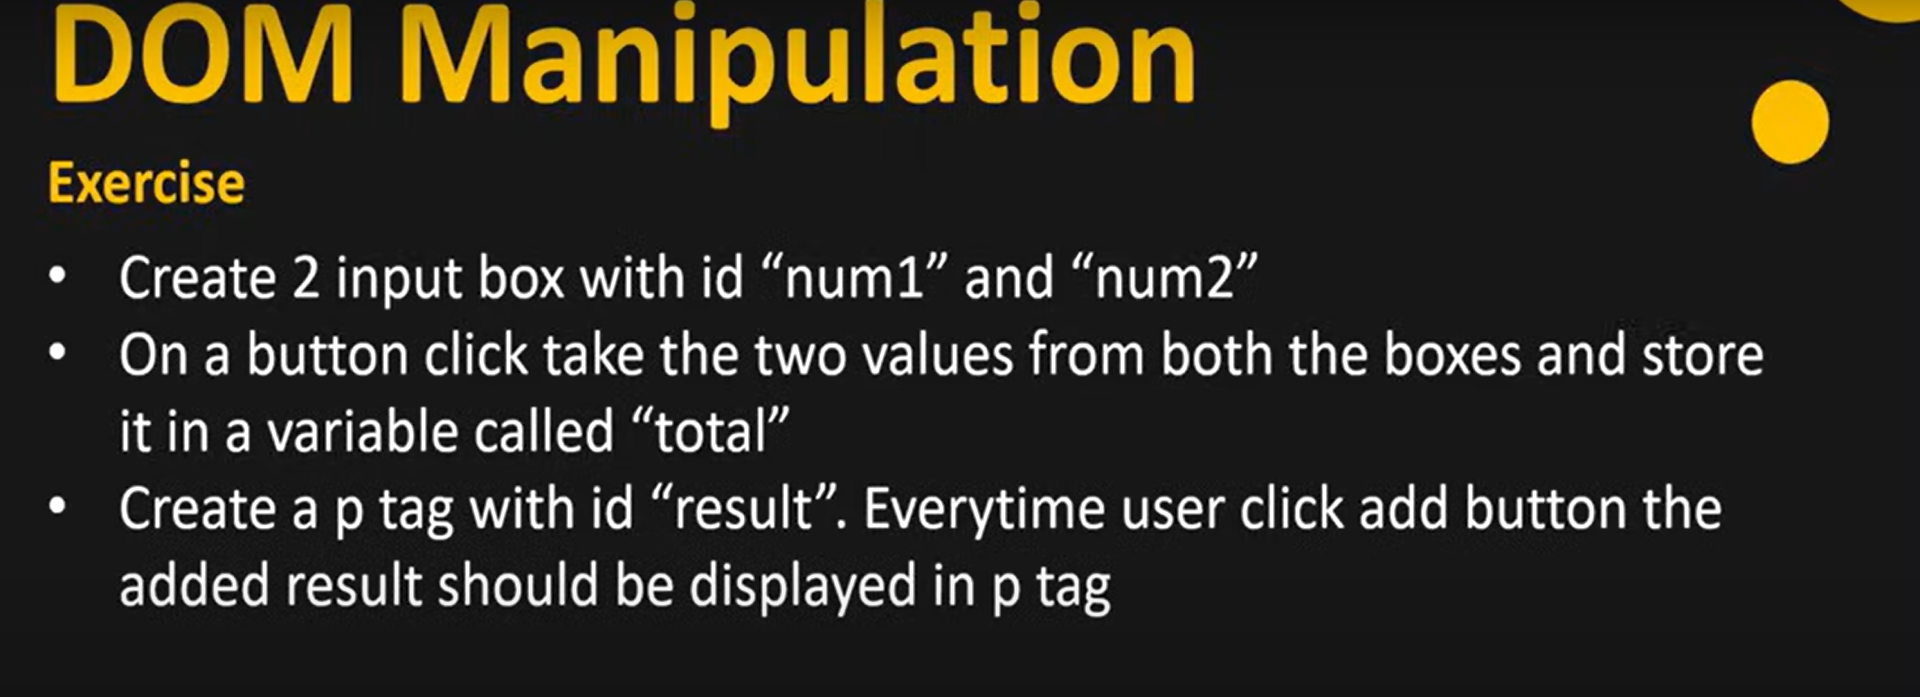 DOM Manipulation
Exercise
• Create 2 input box with id “num1” and “num2”
• On a button click take the two values from both the boxes and store
it in a variable called “total”
• Create a p tag with id “result”. Everytime user click add button the
added result should be displayed in p tag